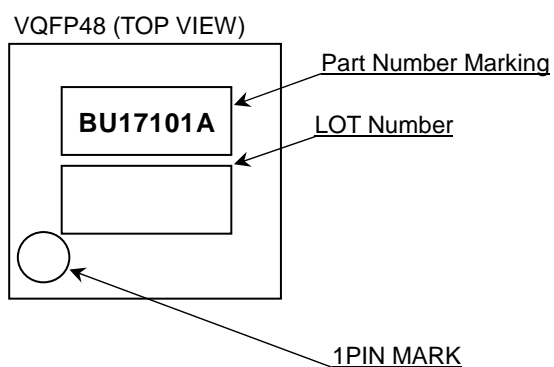 VQFP48 (TOP VIEW)
Part Number Marking
BU17101A
LOT Number
1PIN MARK